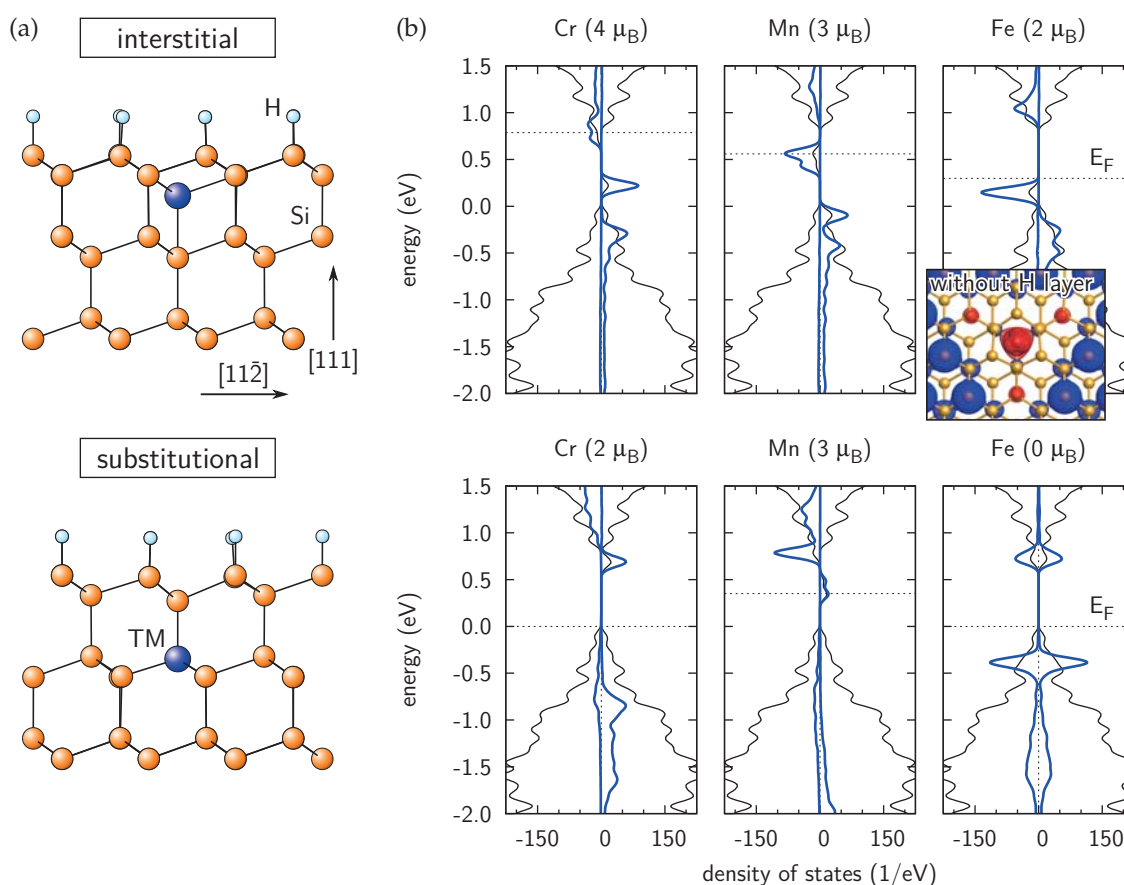 (a)
interstitial
H
Si
[111]
[112̄]
substitutional
TM
(b)
Cr (4 μB)
Mn (3 μB)
Fe (2 μB)
1.5
1.0
0.5
0.0
-0.5
-1.0
-1.5
-2.0
energy (eV)
EF
without H layer
Cr (2 μB)
Mn (3 μB)
Fe (0 μB)
1.5
1.0
0.5
0.0
-0.5
-1.0
-1.5
-2.0
energy (eV)
EF
-150 0 150
-150 0 150
-150 0 150
density of states (1/eV)